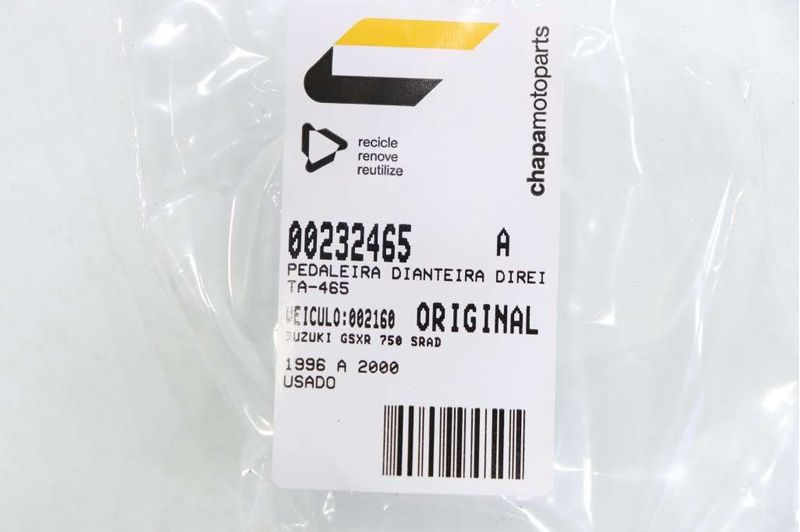 chapamotoparts
recicle
renove
reutilize
00232465 A
PEDALEIRA DIANTEIRA DIREI
TA-465
VEICULO:002160 ORIGINAL
SUZUKI GSXR 750 SRAD
1996 A 2000
USADO